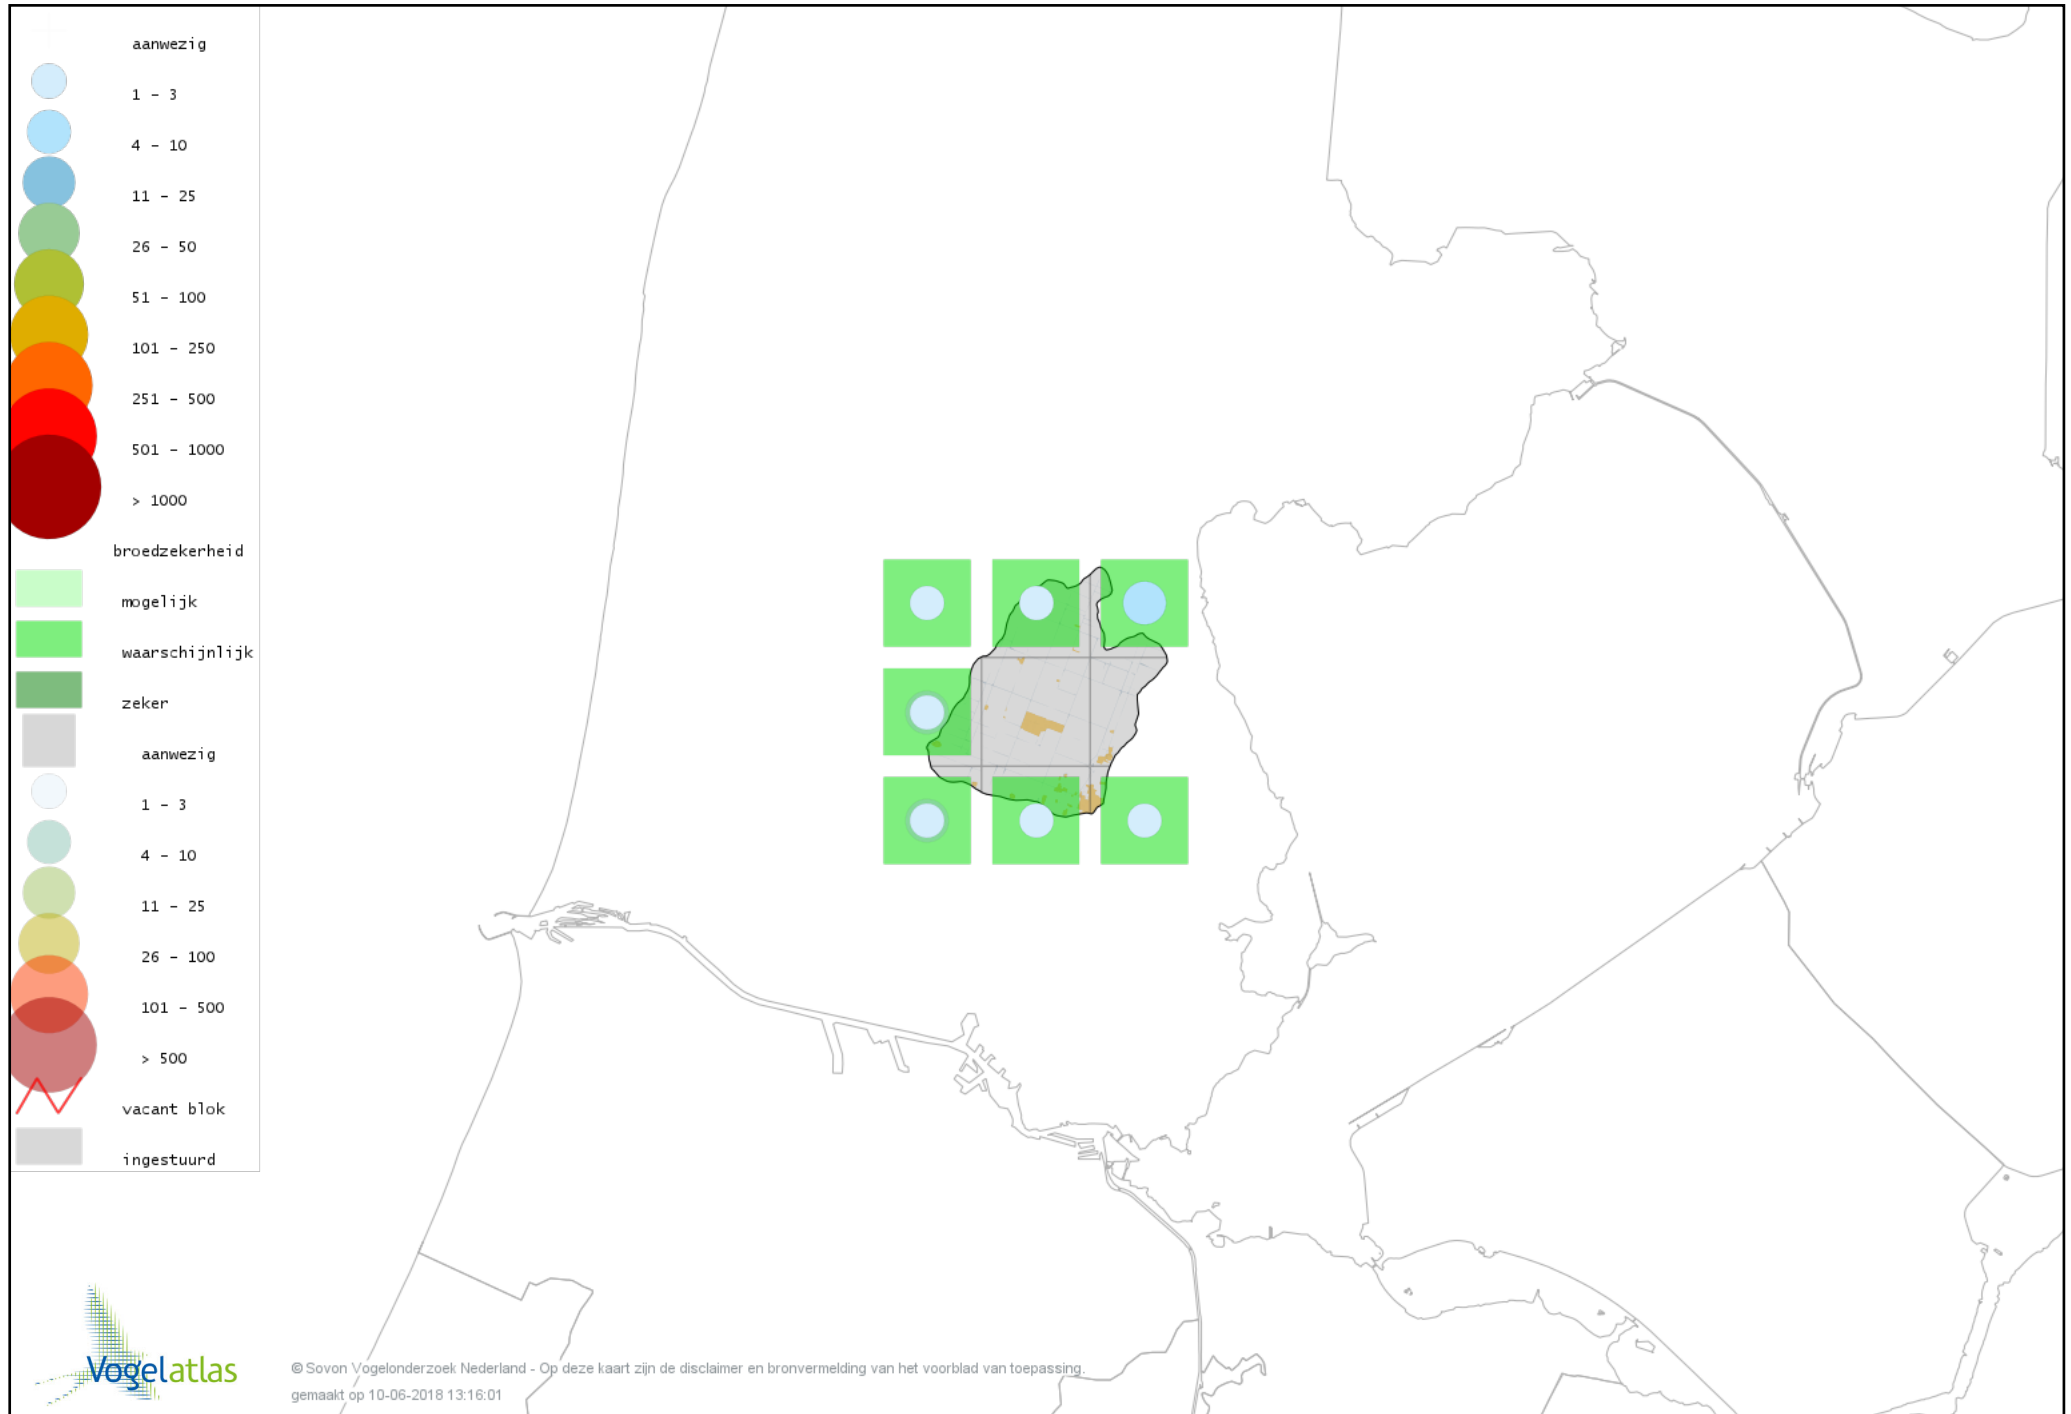 aanwezig
1 - 3
4 - 10
11 - 25
26 - 50
51 - 100
101 - 250
251 - 500
501 - 1000
> 1000
broedzekerheid
mogelijk
waarschijnlijk
zeker
aanwezig
1 - 3
4 - 10
11 - 25
26 - 100
101 - 500
> 500
vacant blok
ingestuurd
Vogelatlas
© Sovon Vogelonderzoek Nederland - Op deze kaart zijn de disclaimer en bronvermelding van het voorblad van toepassing.
gemaakt op 10-06-2018 13:16:01